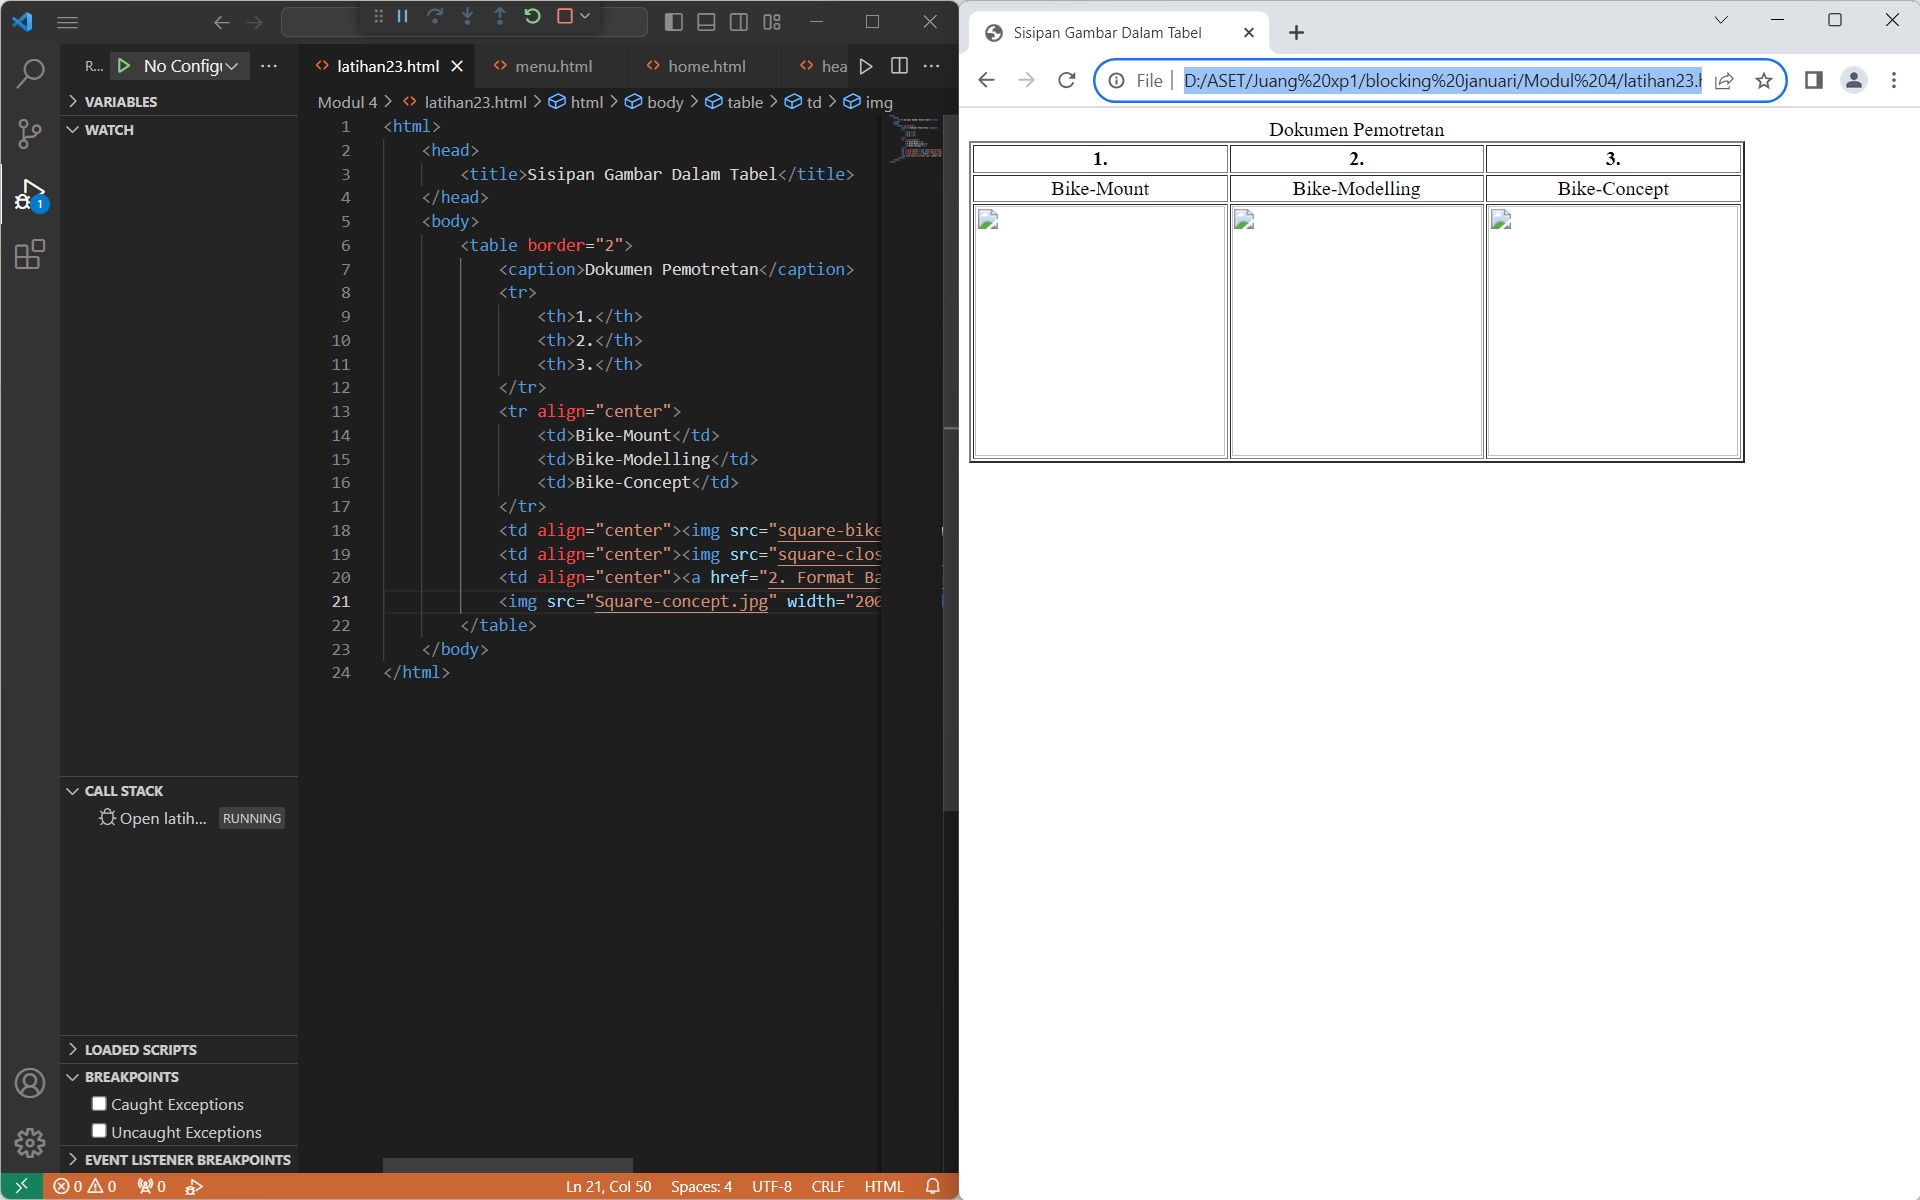 R... No Config
latihan23.html
menu.html
home.html
hea
VARIABLES
WATCH
Modul 4 > latihan23.html > html > body > table > td > img
1 <html>
2 <head>
3 <title>Sisipan Gambar Dalam Tabel</title>
4 </head>
5 <body>
6 <table border="2">
7 <caption>Dokumen Pemotretan</caption>
8 <tr>
9 <th>1.</th>
10 <th>2.</th>
11 <th>3.</th>
12 </tr>
13 <tr align="center">
14 <td>Bike-Mount</td>
15 <td>Bike-Modelling</td>
16 <td>Bike-Concept</td>
17 </tr>
18 <td align="center"><img src="square-bike
19 <td align="center"><img src="square-clos
20 <td align="center"><a href="2. Format Ba
21 <img src="Square-concept.jpg" width="200
22 </table>
23 </body>
24 </html>
CALL STACK
Open latih... RUNNING
LOADED SCRIPTS
BREAKPOINTS
Caught Exceptions
Uncaught Exceptions
EVENT LISTENER BREAKPOINTS
1
0 0 0
Ln 21, Col 50 Spaces: 4 UTF-8 CRLF HTML
Sisipan Gambar Dalam Tabel
File D:/ASET/Juang%20xp1/blocking%20januari/Modul%204/latihan23.h
Dokumen Pemotretan
1. 2. 3.
Bike-Mount Bike-Modelling Bike-Concept